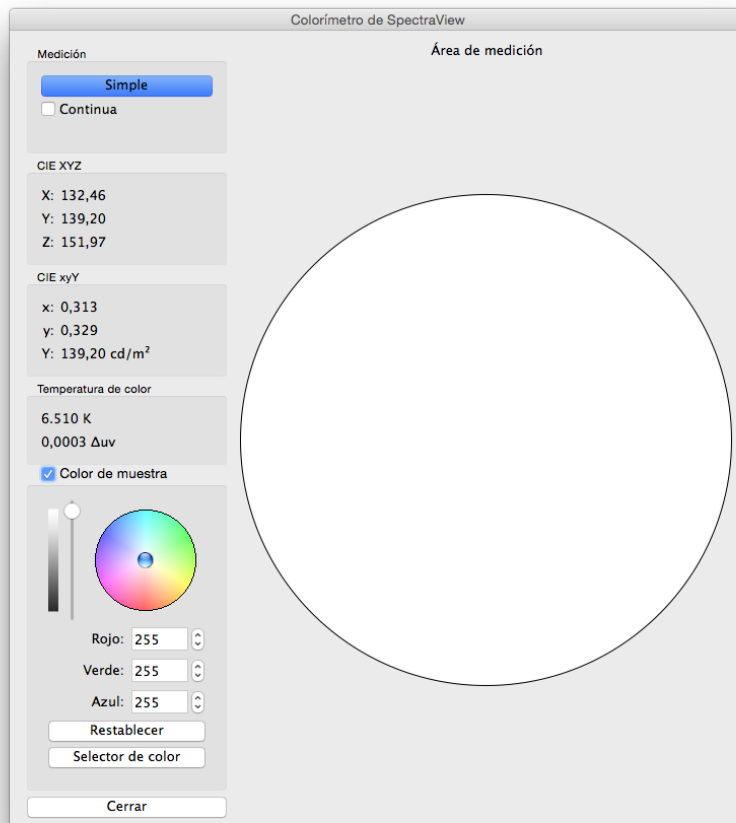 Colorímetro de SpectraView
Medición
Simple
Continua
CIE XYZ
X: 132,46
Y: 139,20
Z: 151,97
CIE xyY
x: 0,313
y: 0,329
Y: 139,20 cd/m²
Temperatura de color
6.510 K
0,0003 Δuv
Color de muestra
Rojo: 255
Verde: 255
Azul: 255
Restablecer
Selector de color
Cerrar
Área de medición